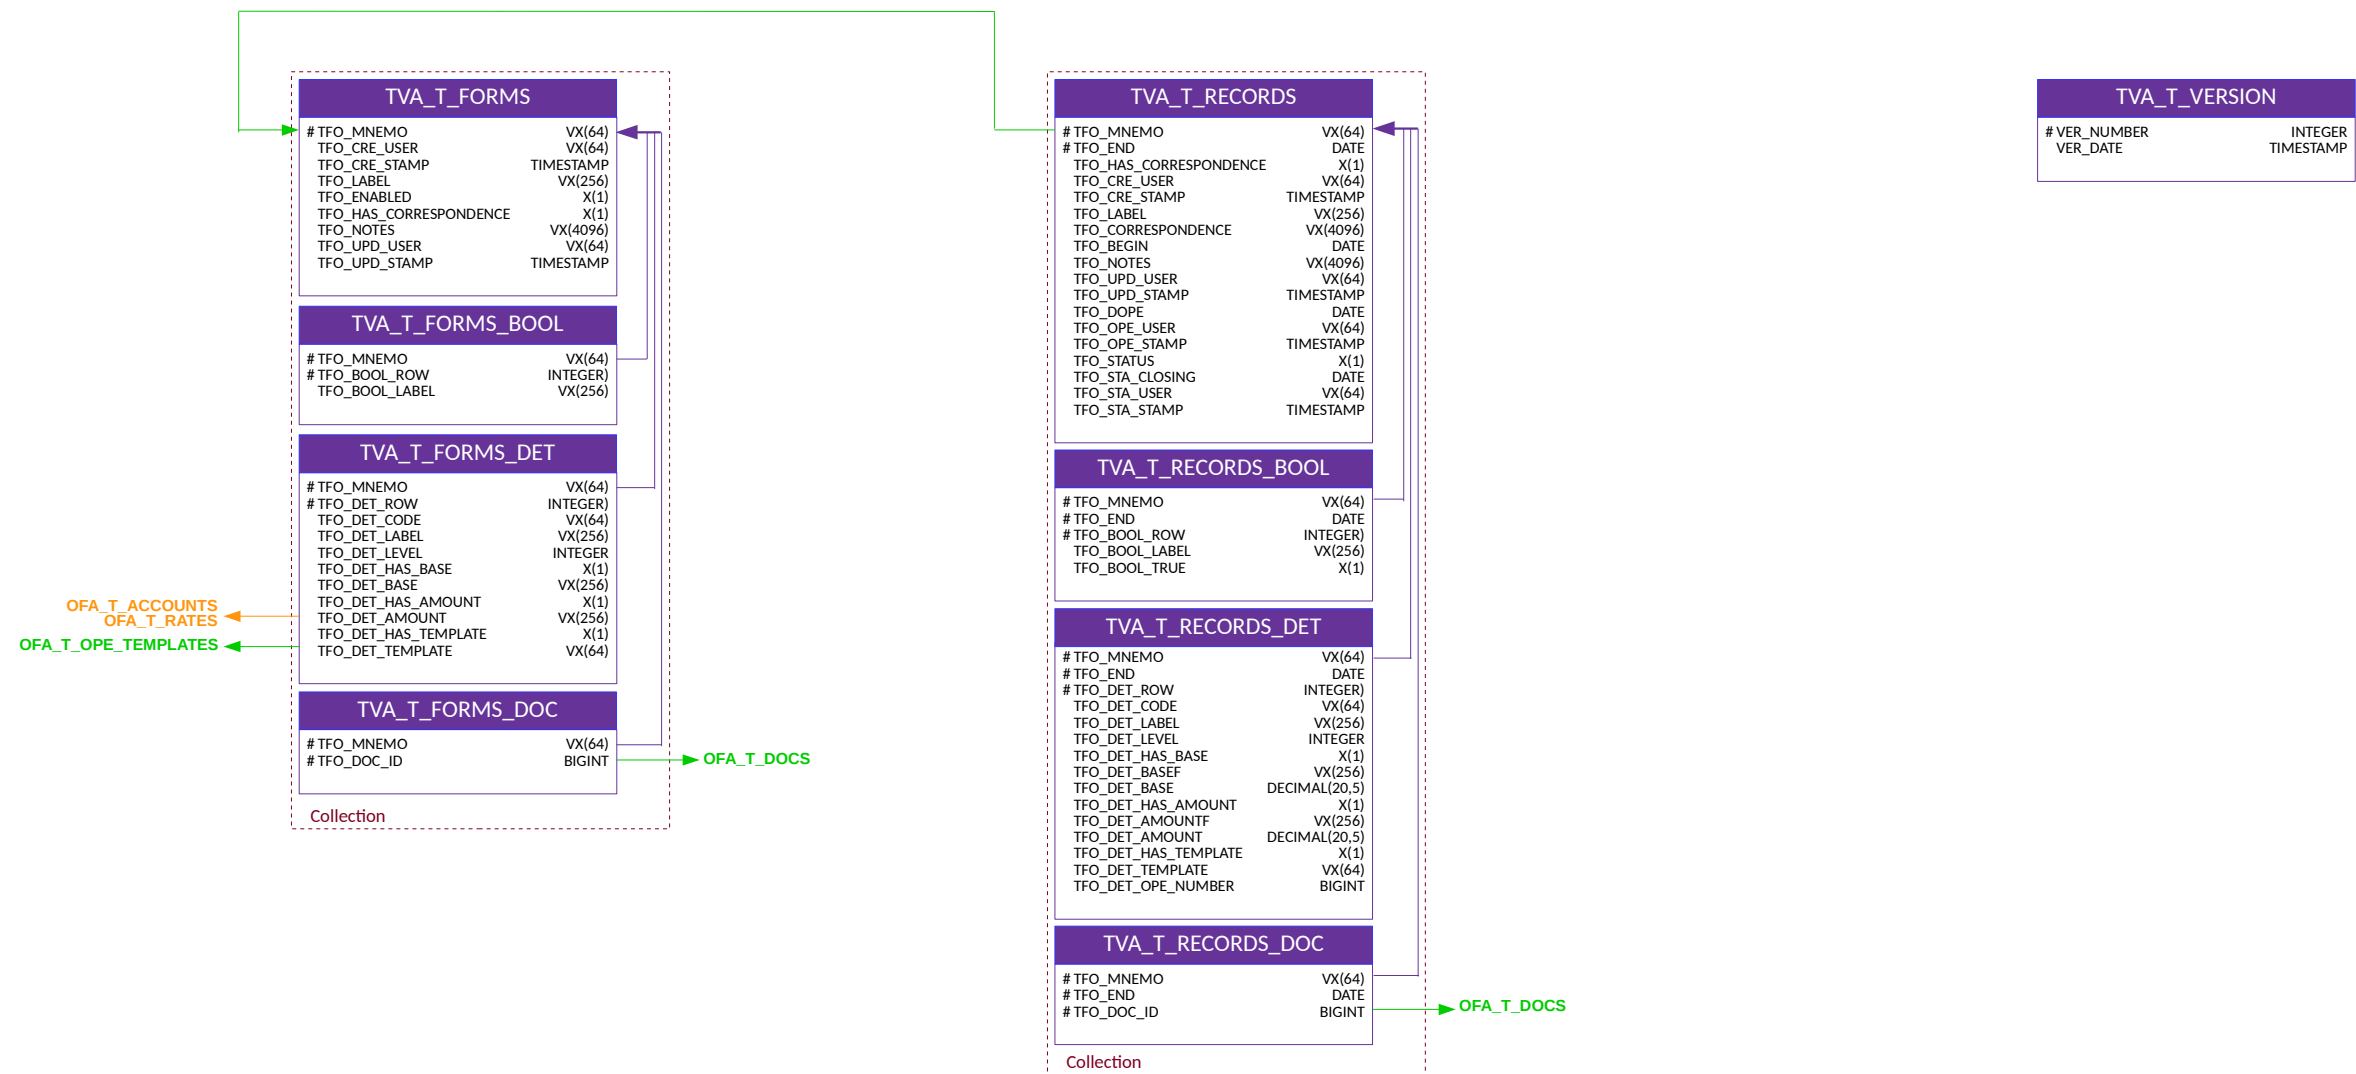 TVA_T_FORMS
# TFO_MNEMO VX(64)
TFO_CRE_USER VX(64)
TFO_CRE_STAMP TIMESTAMP
TFO_LABEL VX(256)
TFO_ENABLED X(1)
TFO_HAS_CORRESPONDENCE X(1)
TFO_NOTES VX(4096)
TFO_UPD_USER VX(64)
TFO_UPD_STAMP TIMESTAMP
TVA_T_FORMS_BOOL
# TFO_MNEMO VX(64)
# TFO_BOOL_ROW INTEGER)
TFO_BOOL_LABEL VX(256)
TVA_T_FORMS_DET
# TFO_MNEMO VX(64)
# TFO_DET_ROW INTEGER)
TFO_DET_CODE VX(64)
TFO_DET_LABEL VX(256)
TFO_DET_LEVEL INTEGER
TFO_DET_HAS_BASE X(1)
TFO_DET_BASE VX(256)
TFO_DET_HAS_AMOUNT X(1)
TFO_DET_AMOUNT VX(256)
TFO_DET_HAS_TEMPLATE X(1)
TFO_DET_TEMPLATE VX(64)
OFA_T_ACCOUNTS
OFA_T_RATES
OFA_T_OPE_TEMPLATES
TVA_T_FORMS_DOC
# TFO_MNEMO VX(64)
# TFO_DOC_ID BIGINT
OFA_T_DOCS
Collection
TVA_T_RECORDS
# TFO_MNEMO VX(64)
# TFO_END DATE
TFO_HAS_CORRESPONDENCE X(1)
TFO_CRE_USER VX(64)
TFO_CRE_STAMP TIMESTAMP
TFO_LABEL VX(256)
TFO_CORRESPONDENCE VX(4096)
TFO_BEGIN DATE
TFO_NOTES VX(4096)
TFO_UPD_USER VX(64)
TFO_UPD_STAMP TIMESTAMP
TFO_DOPE DATE
TFO_OPE_USER VX(64)
TFO_OPE_STAMP TIMESTAMP
TFO_STATUS X(1)
TFO_STA_CLOSING DATE
TFO_STA_USER VX(64)
TFO_STA_STAMP TIMESTAMP
TVA_T_RECORDS_BOOL
# TFO_MNEMO VX(64)
# TFO_END DATE
# TFO_BOOL_ROW INTEGER)
TFO_BOOL_LABEL VX(256)
TFO_BOOL_TRUE X(1)
TVA_T_RECORDS_DET
# TFO_MNEMO VX(64)
# TFO_END DATE
# TFO_DET_ROW INTEGER)
TFO_DET_CODE VX(64)
TFO_DET_LABEL VX(256)
TFO_DET_LEVEL INTEGER
TFO_DET_HAS_BASE X(1)
TFO_DET_BASEF VX(256)
TFO_DET_BASE DECIMAL(20,5)
TFO_DET_HAS_AMOUNT X(1)
TFO_DET_AMOUNTF VX(256)
TFO_DET_AMOUNT DECIMAL(20,5)
TFO_DET_HAS_TEMPLATE X(1)
TFO_DET_TEMPLATE VX(64)
TFO_DET_OPE_NUMBER BIGINT
TVA_T_RECORDS_DOC
# TFO_MNEMO VX(64)
# TFO_END DATE
# TFO_DOC_ID BIGINT
OFA_T_DOCS
Collection
TVA_T_VERSION
# VER_NUMBER INTEGER
VER_DATE TIMESTAMP